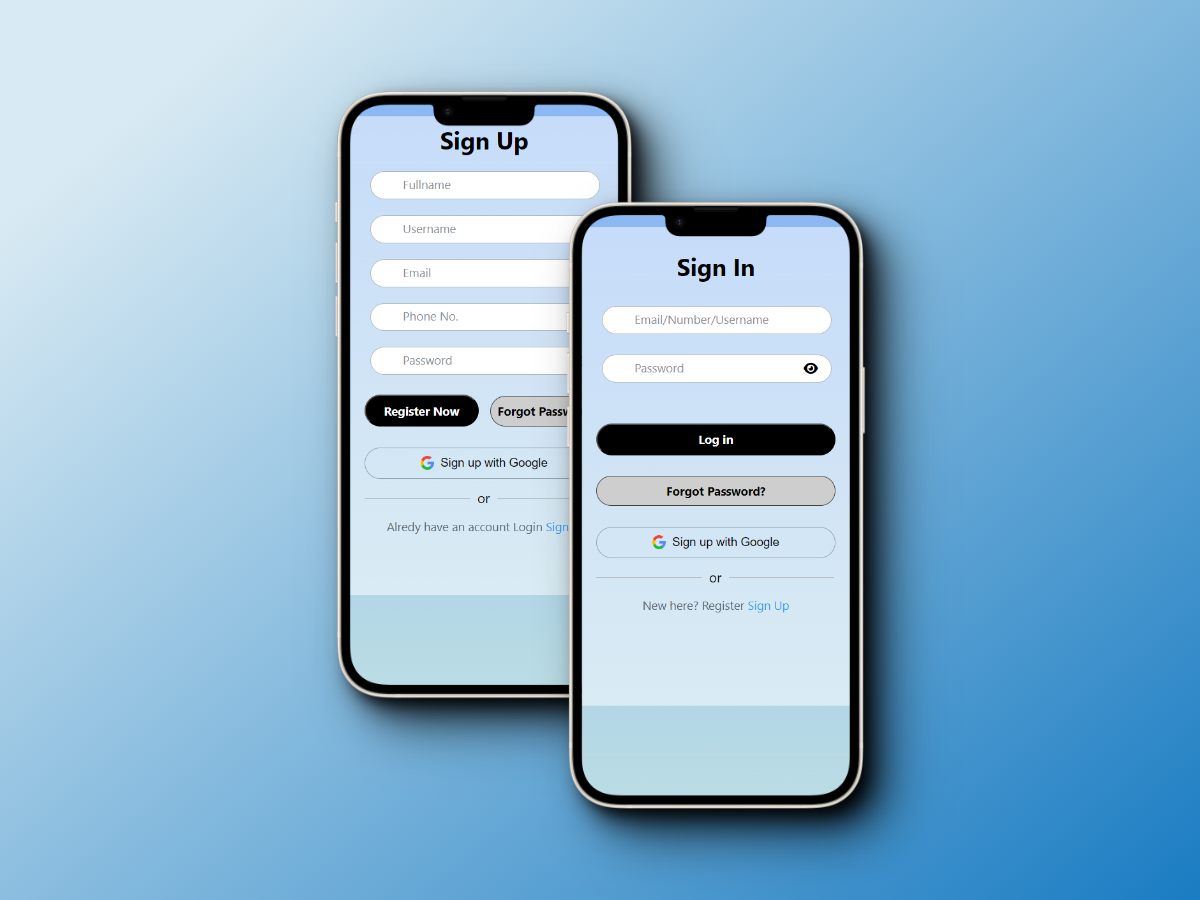 Sign Up
Fullname
Username
Email
Phone No.
Password
Register Now
Forgot Passw
Sign up with Google
or
Alredy have an account Login Sign
Sign In
Email/Number/Username
Password
Log in
Forgot Password?
Sign up with Google
or
New here? Register Sign Up